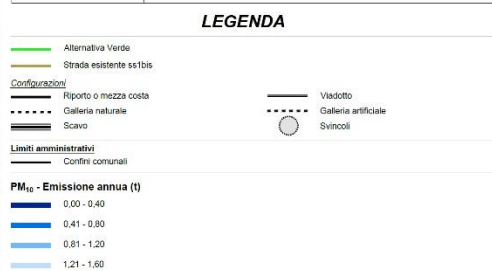 LEGENDA
Alternativa Verde
Strada esistente ss1bis
Configurazioni
Riporto o mezza costa
Viadotto
Galleria naturale
Galleria artificiale
Scavo
Svincoli
Limiti amministrativi
Confini comunali
PM₁₀ - Emissione annua (t)
0,00 - 0,40
0,41 - 0,80
0,81 - 1,20
1,21 - 1,60